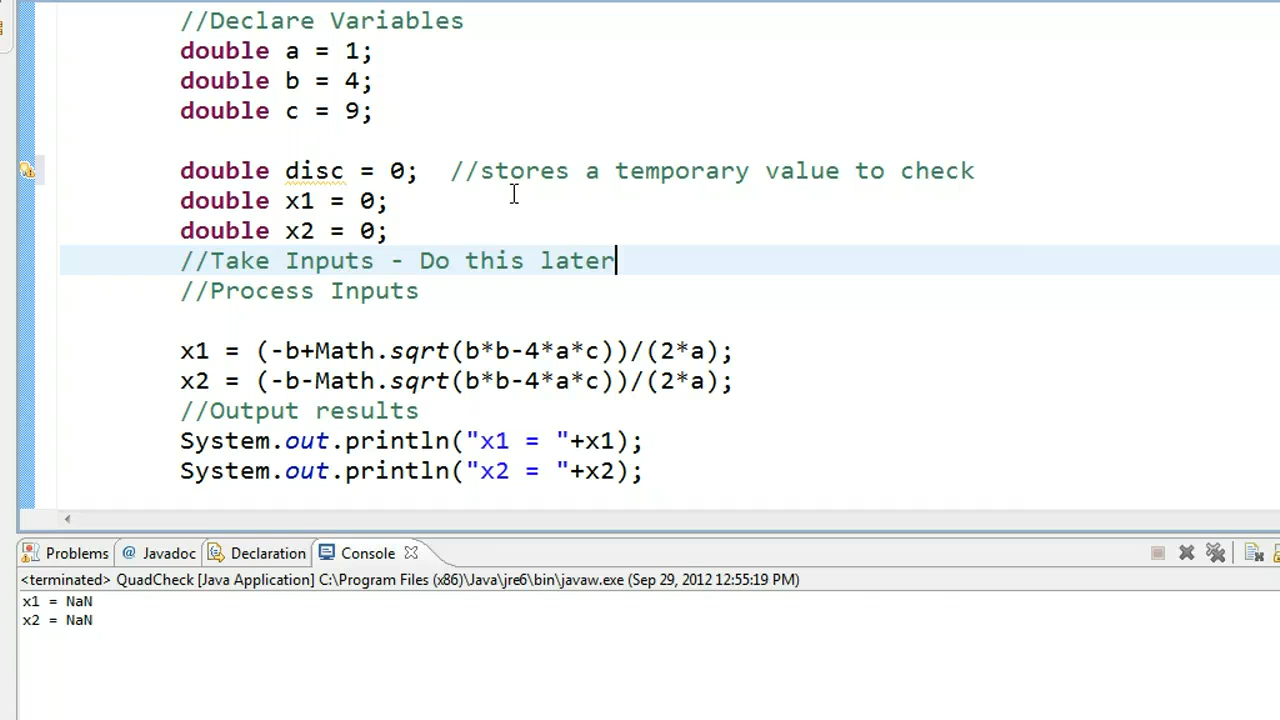 //Declare Variables
double a = 1;
double b = 4;
double c = 9;
double disc = 0;  //stores a temporary value to check
double x1 = 0;
double x2 = 0;
//Take Inputs - Do this later
//Process Inputs
x1 = (-b+Math.sqrt(b*b-4*a*c))/(2*a);
x2 = (-b-Math.sqrt(b*b-4*a*c))/(2*a);
//Output results
System.out.println("x1 = "+x1);
System.out.println("x2 = "+x2);
Problems @ Javadoc Declaration Console
<terminated> QuadCheck [Java Application] C:\Program Files (x86)\Java\jre6\bin\javaw.exe (Sep 29, 2012 12:55:19 PM)
x1 = NaN
x2 = NaN